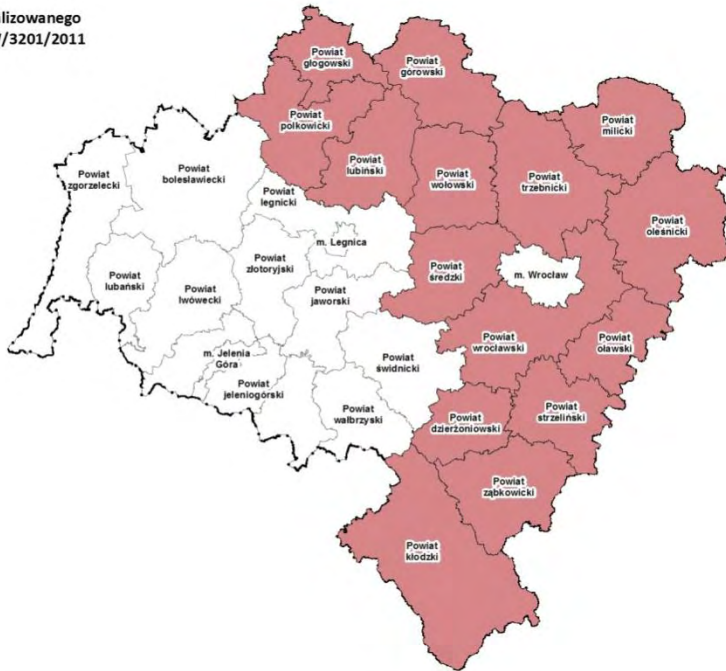 lizowanego
//3201/2011
Powiat
głogowski
Powiat
górowski
Powiat
polkowicki
Powiat
milicki
Powiat
lubiński
Powiat
wołowski
Powiat
trzebnicki
Powiat
zgorzelecki
Powiat
bolesławiecki
Powiat
legnicki
Powiat
oleśnicki
m. Legnica
Powiat
złotoryjski
Powiat
średzki
m. Wrocław
Powiat
lubański
Powiat
lwówecki
Powiat
jaworski
Powiat
wrocławski
Powiat
oławski
m. Jelenia
Góra
Powiat
świdnicki
Powiat
jeleniogórski
Powiat
wałbrzyski
Powiat
dzierżoniowski
Powiat
strzeliński
Powiat
ząbkowicki
Powiat
kłodzki